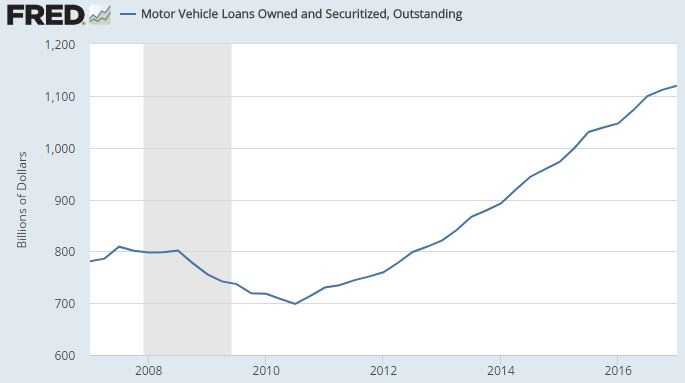 FRED
Motor Vehicle Loans Owned and Securitized, Outstanding
1,200
1,100
1,000
900
800
700
600
Billions of Dollars
2008 2010 2012 2014 2016